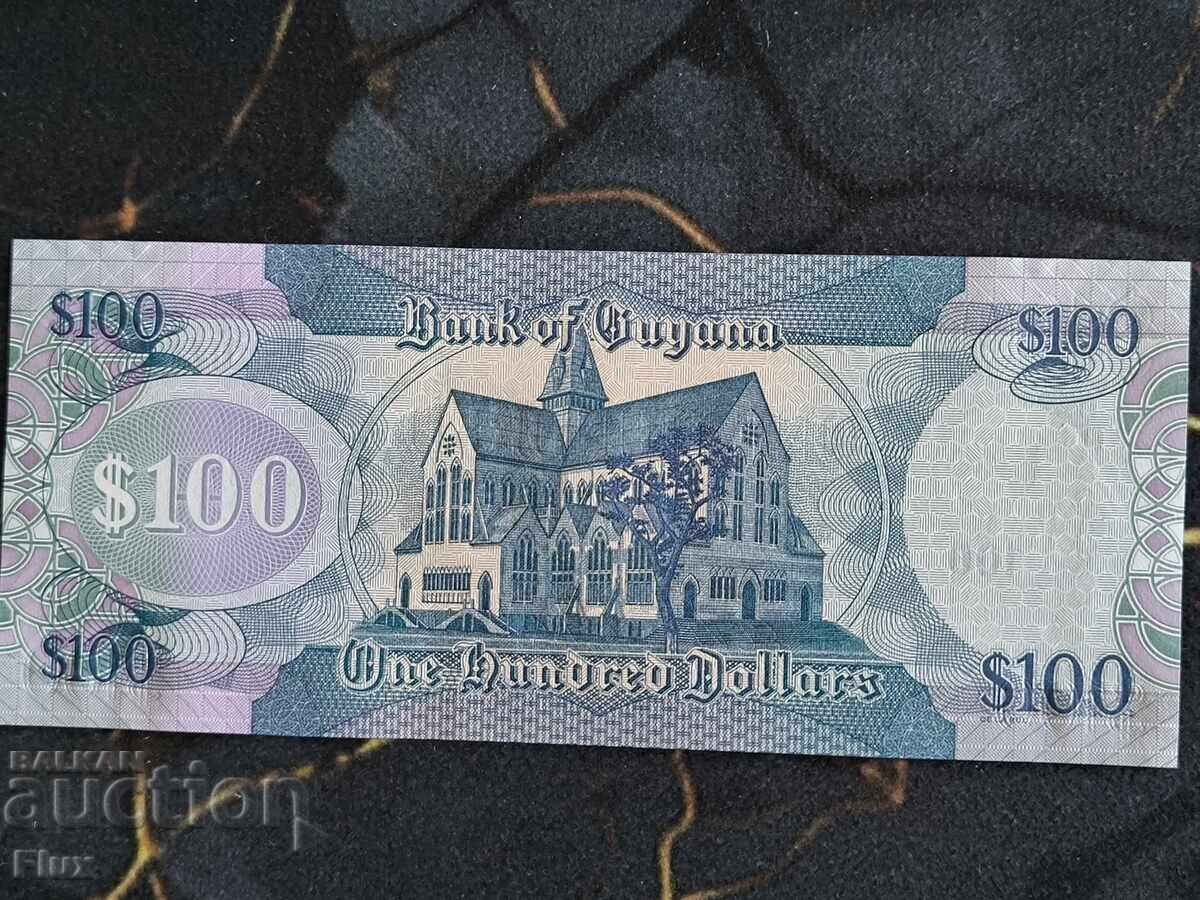 $100
Bank of Guyana
$100
$100
$100
One Hundred Dollars
$100
BALKAN
auction
Flux